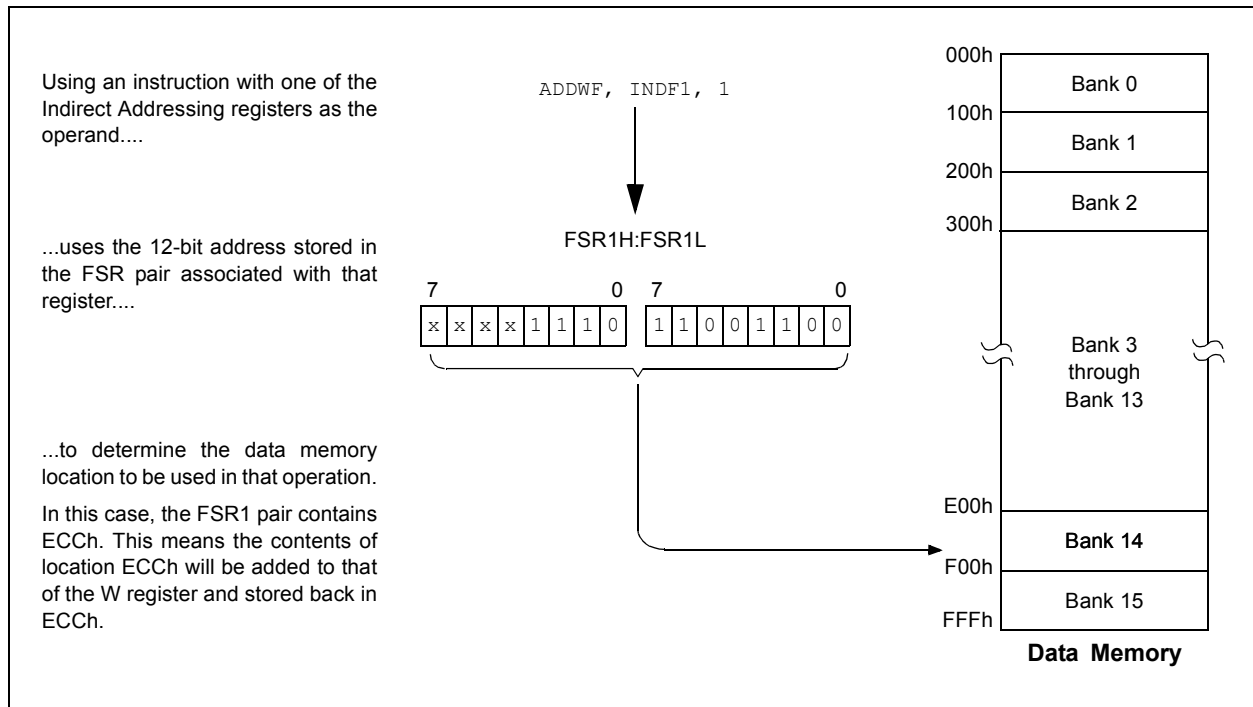 Using an instruction with one of the
Indirect Addressing registers as the
operand....
ADDWF, INDF1, 1
...uses the 12-bit address stored in
the FSR pair associated with that
register....
FSR1H:FSR1L
7 0 7 0
x x x x 1 1 1 0 1 1 0 0 1 1 0 0
...to determine the data memory
location to be used in that operation.
In this case, the FSR1 pair contains
ECCh. This means the contents of
location ECCh will be added to that
of the W register and stored back in
ECCh.
000h
Bank 0
100h
Bank 1
200h
Bank 2
300h
Bank 3
through
Bank 13
E00h
Bank 14
F00h
Bank 15
FFFh
Data Memory